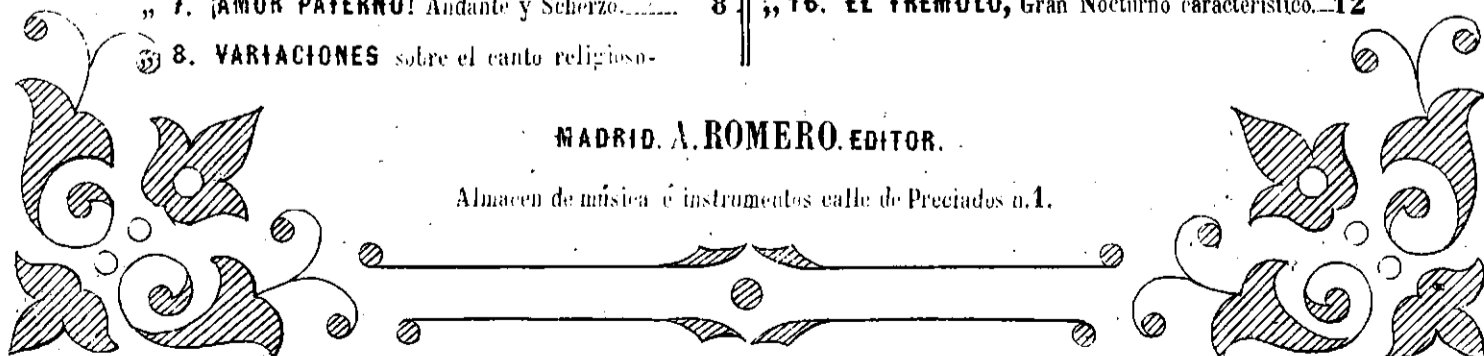 „ 7. ¡AMOR PATERNO! Andante y Scherzo........ 8
„ 8. VARIACIONES sobre el canto religioso-
„ 16. EL TRÉMULO, Gran Nocturno característico. 12
MADRID. A. ROMERO. EDITOR.
Almacen de música é instrumentos calle de Preciados n.1.